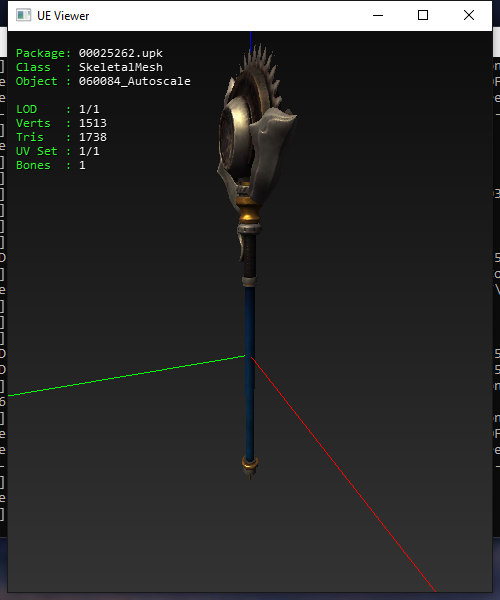 UE Viewer
Package: 00025262.upk
Class : SkeletalMesh
Object : 060084_Autoscale
LOD : 1/1
Verts : 1513
Tris : 1738
UV Set : 1/1
Bones : 1